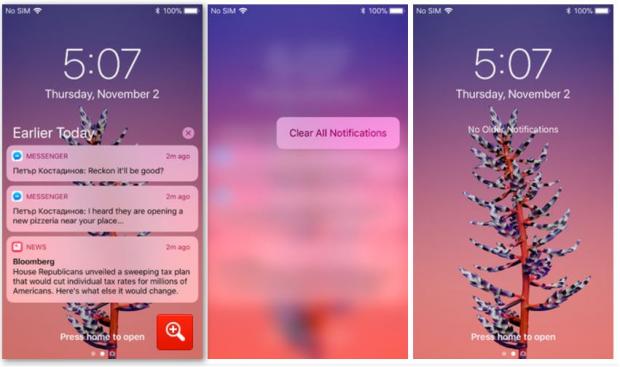 No SIM 100%
5:07
Thursday, November 2
Earlier Today
MESSENGER 2m ago
Петър Костадинов: Reckon it'll be good?
MESSENGER 2m ago
Петър Костадинов: I heard they are opening a
new pizzeria near your place...
NEWS 2m ago
Bloomberg
House Republicans unveiled a sweeping tax plan
that would cut individual tax rates for millions of
Americans. Here's what else it would change.
Press home to open
No SIM 100%
Clear All Notifications
No SIM 100%
5:07
Thursday, November 2
No Older Notifications
Press home to open